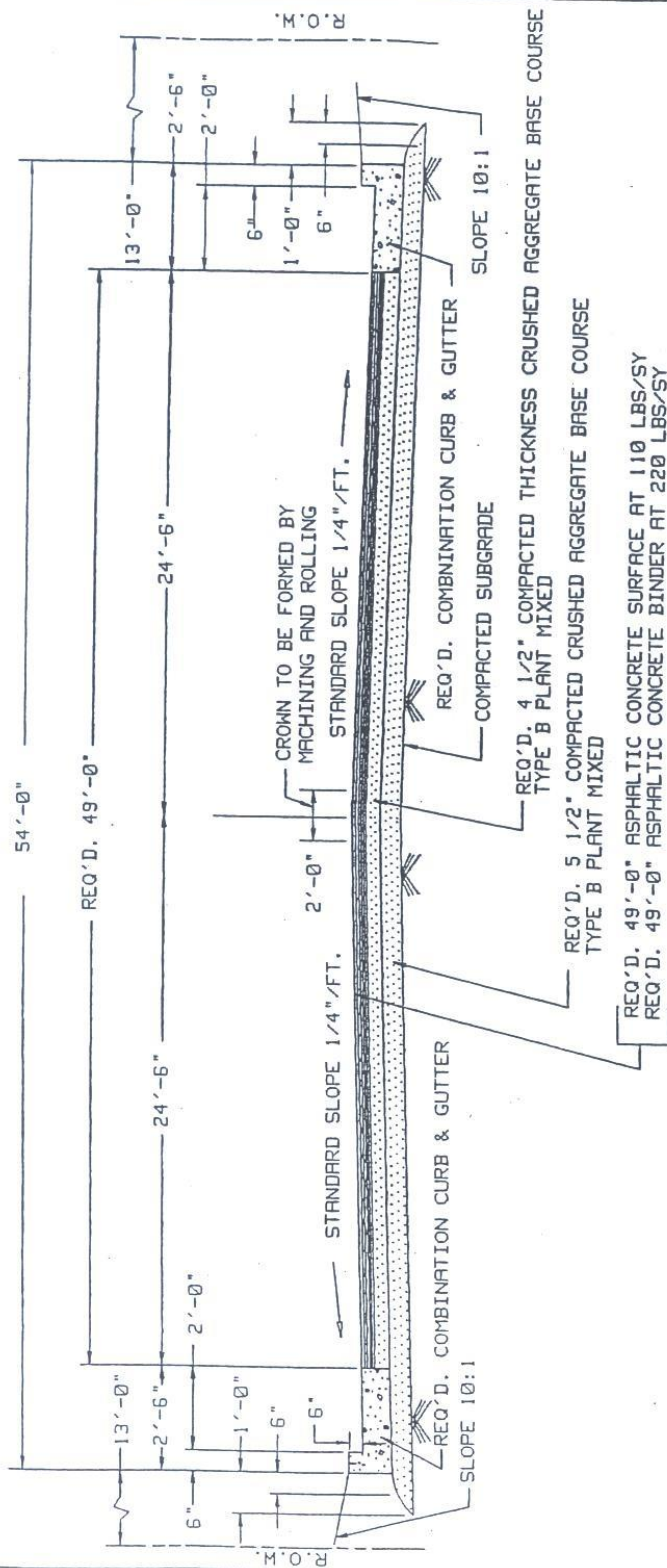 54'-0"
REQ'D. 49'-0"
13'-0"
13'-0"
2'-6"
24'-6"
24'-6"
2'-6"
2'-0"
2'-0"
6"
6"
1'-0"
1'-0"
6"
6"
6"
R.O.W.
R.O.W.
CROWN TO BE FORMED BY
MACHINING AND ROLLING
2'-0"
STANDARD SLOPE 1/4"/FT.
STANDARD SLOPE 1/4"/FT.
REQ'D. COMBINATION CURB & GUTTER
SLOPE 10:1
REQ'D. COMBNINATION CURB & GUTTER
SLOPE 10:1
COMPACTED SUBGRADE
REQ'D. 4 1/2" COMPACTED THICKNESS CRUSHED AGGREGATE BASE COURSE
TYPE B PLANT MIXED
REQ'D. 5 1/2" COMPACTED CRUSHED AGGREGATE BASE COURSE
TYPE B PLANT MIXED
REQ'D. 49'-0" ASPHALTIC CONCRETE SURFACE AT 110 LBS/SY
REQ'D. 49'-0" ASPHALTIC CONCRETE BINDER AT 220 LBS/SY